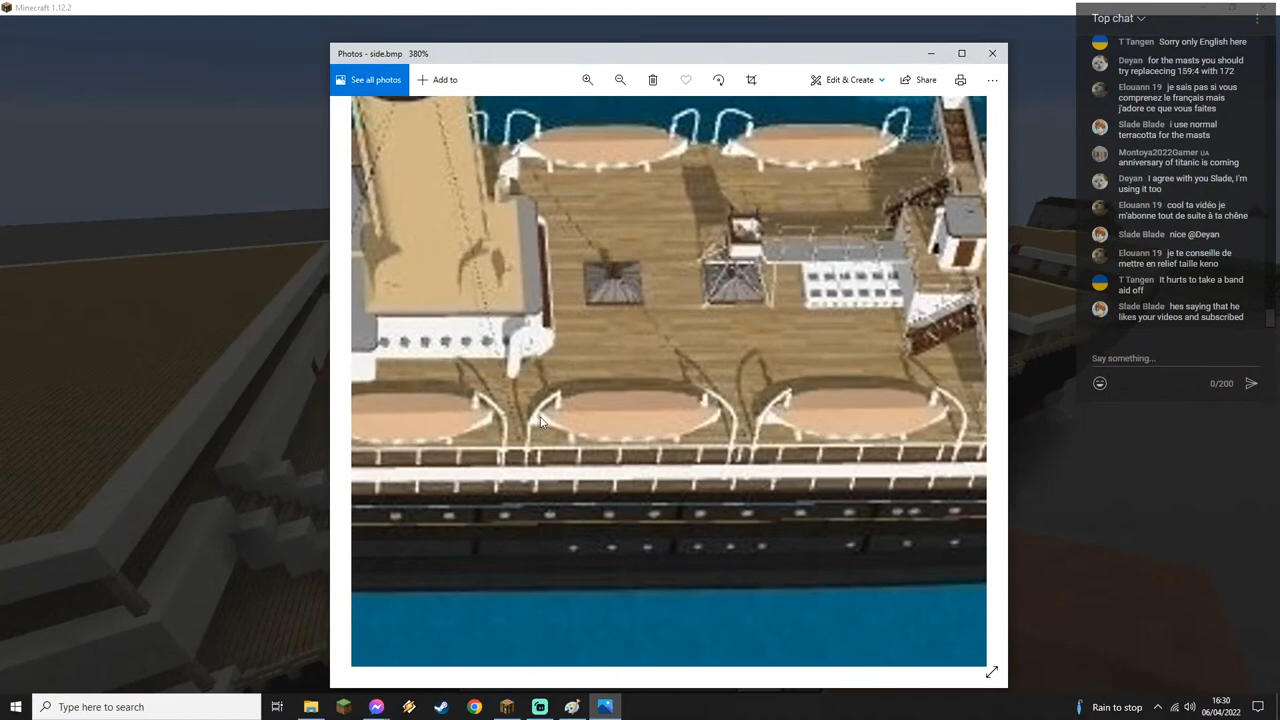 Minecraft 1.12.2
Top chat
T Tangen Sorry only English here
Deyan for the masts you should
try replacecing 159:4 with 172
Elouann 19 je sais pas si vous
comprenez le français mais
j'adore ce que vous faites
Slade Blade i use normal
terracotta for the masts
Montoya2022Gamer UA
anniversary of titanic is coming
Deyan I agree with you Slade, I'm
using it too
Elouann 19 cool ta vidéo je
m'abonne tout de suite à ta chêne
Slade Blade nice @Deyan
Elouann 19 je te conseille de
mettre en relief taille keno
T Tangen It hurts to take a band
aid off
Slade Blade hes saying that he
likes your videos and subscribed
Say something...
0/200
Photos - side.bmp 380%
See all photos
Add to
Edit & Create
Share
Type here to search
Rain to stop
16:30
06/04/2022